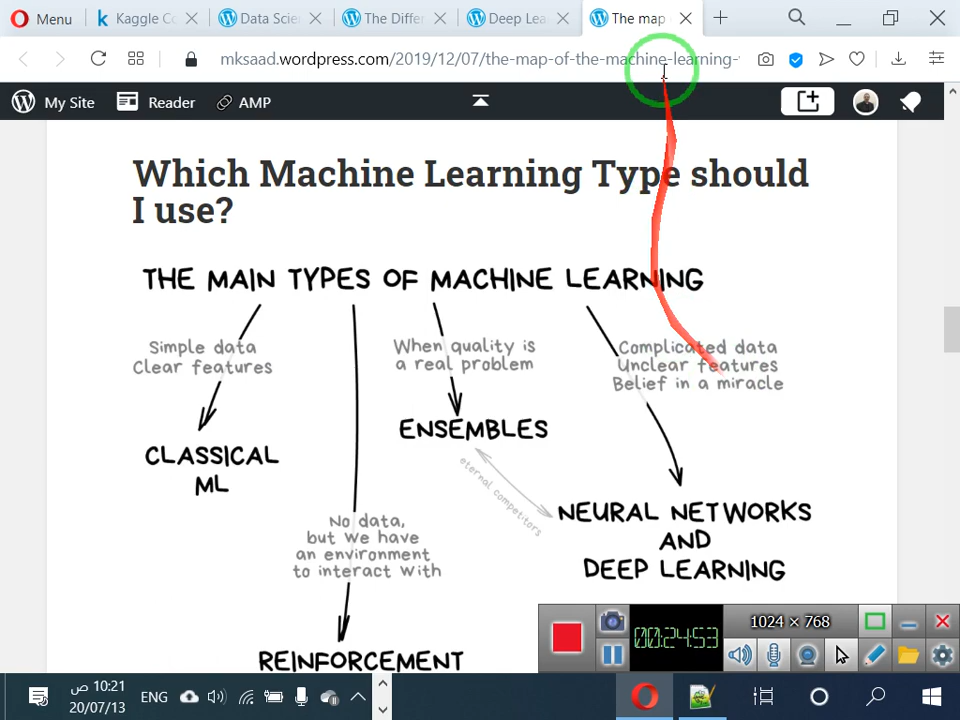 Menu
Kaggle Co
Data Scien
The Differ
Deep Lea
The map
mksaad.wordpress.com/2019/12/07/the-map-of-the-machine-learning-
My Site
Reader
AMP
Which Machine Learning Type should
I use?
THE MAIN TYPES OF MACHINE LEARNING
Simple data
Clear features
When quality is
a real problem
Complicated data
Unclear features
Belief in a miracle
CLASSICAL
ML
ENSEMBLES
eternal competitors
No data,
but we have
an environment
to interact with
NEURAL NETWORKS
AND
DEEP LEARNING
REINFORCEMENT
00:24:53
1024 × 768
10:21 ص
20/07/13
ENG